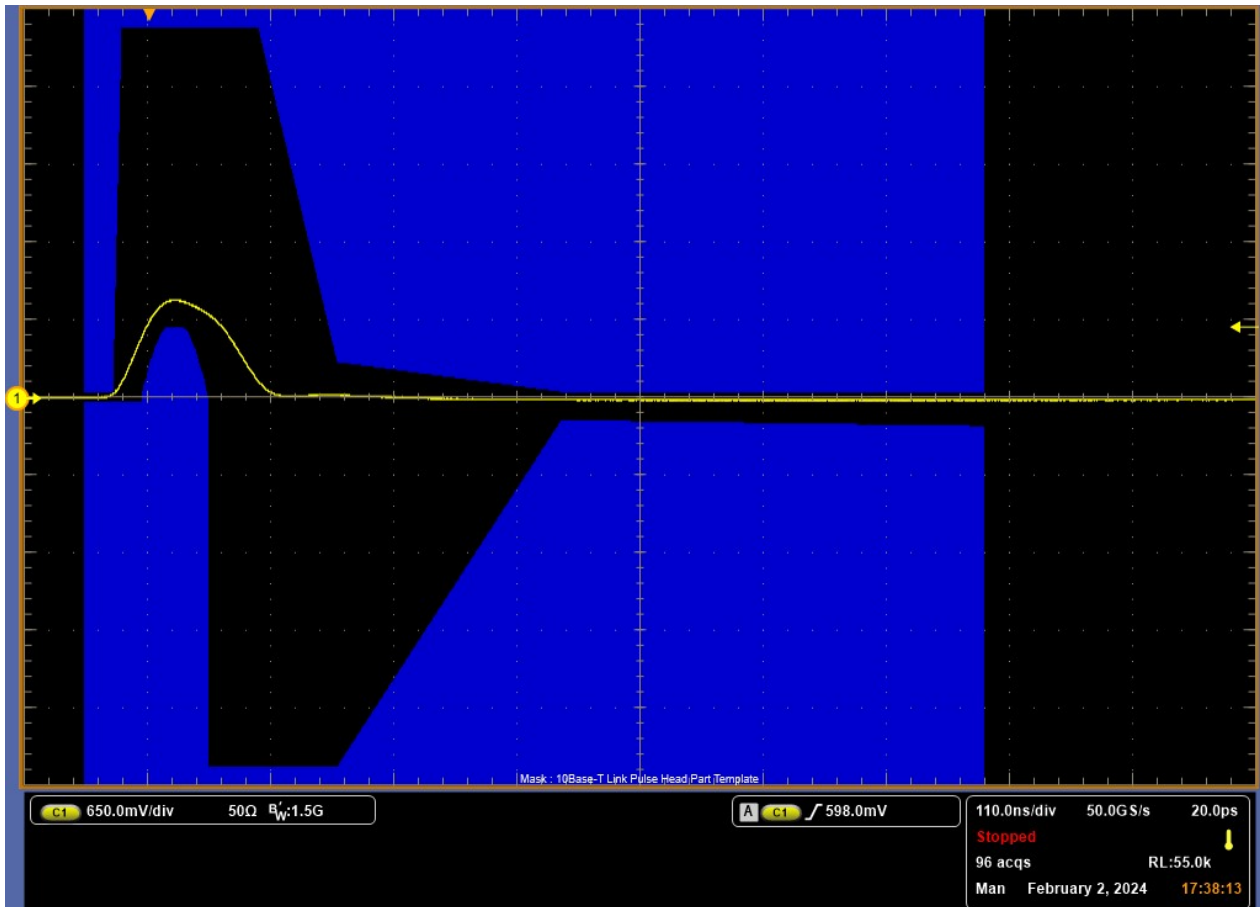 1
Mask : 10Base-T Link Pulse Head Part Template
C1 650.0mV/div 50Ω BW:1.5G
A C1 598.0mV
110.0ns/div 50.0GS/s 20.0ps
Stopped
96 acqs RL:55.0k
Man February 2, 2024 17:38:13